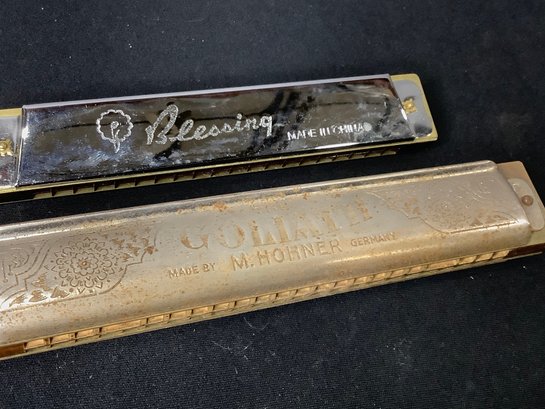 Blessing MADE IN CHINA
GOLIATH
MADE BY M. HOHNER GERMANY